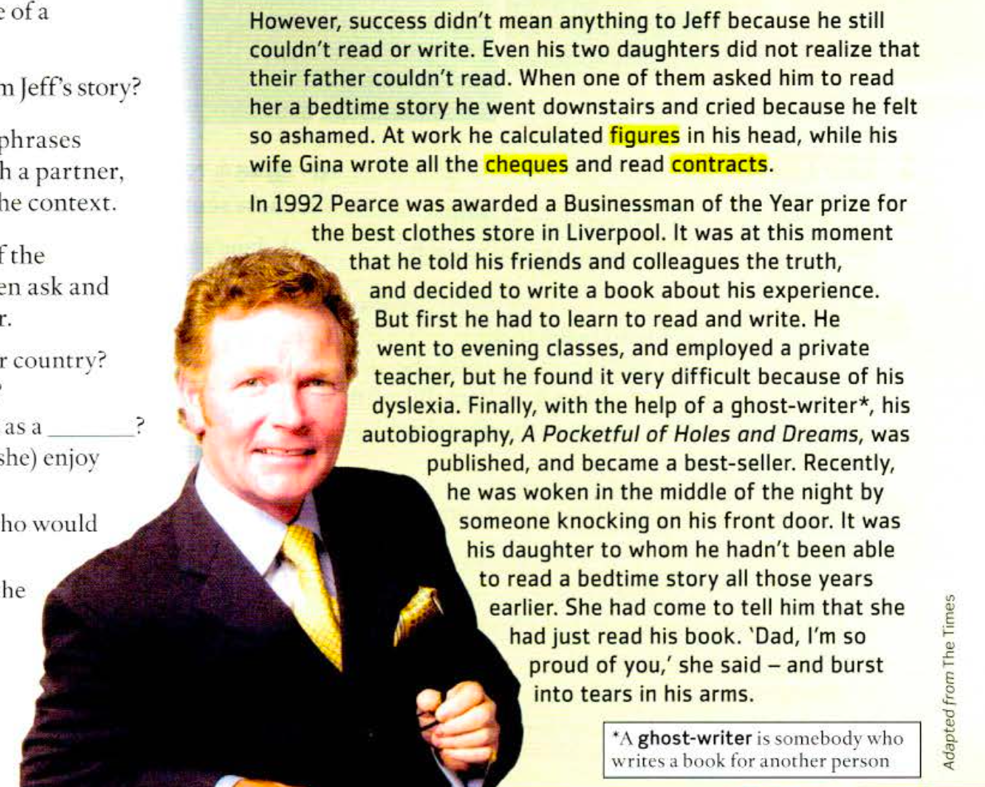 e of a
m Jeff's story?
phrases
h a partner,
he context.
f the
en ask and
r.
r country?
?
as a ________?
she) enjoy
ho would
he
However, success didn't mean anything to Jeff because he still
couldn't read or write. Even his two daughters did not realize that
their father couldn't read. When one of them asked him to read
her a bedtime story he went downstairs and cried because he felt
so ashamed. At work he calculated figures in his head, while his
wife Gina wrote all the cheques and read contracts.
In 1992 Pearce was awarded a Businessman of the Year prize for
the best clothes store in Liverpool. It was at this moment
that he told his friends and colleagues the truth,
and decided to write a book about his experience.
But first he had to learn to read and write. He
went to evening classes, and employed a private
teacher, but he found it very difficult because of his
dyslexia. Finally, with the help of a ghost-writer*, his
autobiography, A Pocketful of Holes and Dreams, was
published, and became a best-seller. Recently,
he was woken in the middle of the night by
someone knocking on his front door. It was
his daughter to whom he hadn't been able
to read a bedtime story all those years
earlier. She had come to tell him that she
had just read his book. 'Dad, I'm so
proud of you,' she said – and burst
into tears in his arms.
*A ghost-writer is somebody who
writes a book for another person
Adapted from The Times